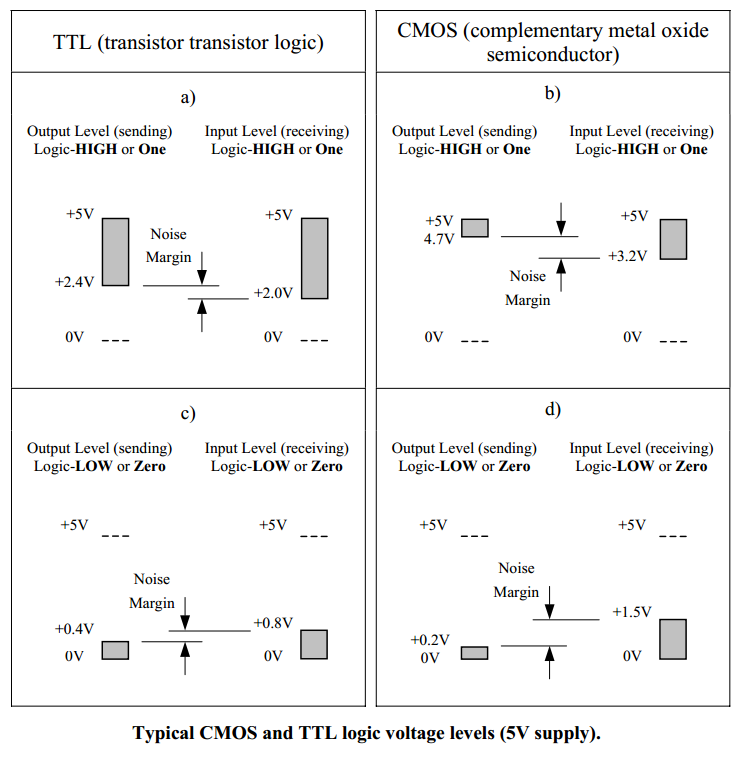 TTL (transistor transistor logic)
CMOS (complementary metal oxide
semiconductor)
a)
Output Level (sending)
Logic-HIGH or One
Input Level (receiving)
Logic-HIGH or One
+5V
+2.4V
0V
Noise
Margin
+5V
+2.0V
0V
b)
Output Level (sending)
Logic-HIGH or One
Input Level (receiving)
Logic-HIGH or One
+5V
4.7V
0V
Noise
Margin
+5V
+3.2V
0V
c)
Output Level (sending)
Logic-LOW or Zero
Input Level (receiving)
Logic-LOW or Zero
+5V
+0.4V
0V
Noise
Margin
+5V
+0.8V
0V
d)
Output Level (sending)
Logic-LOW or Zero
Input Level (receiving)
Logic-LOW or Zero
+5V
+0.2V
0V
Noise
Margin
+5V
+1.5V
0V
Typical CMOS and TTL logic voltage levels (5V supply).